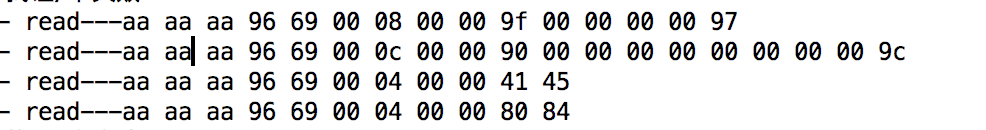 - read---aa aa aa 96 69 00 08 00 00 9f 00 00 00 00 97
- read---aa aa aa 96 69 00 0c 00 00 90 00 00 00 00 00 00 00 00 9c
- read---aa aa aa 96 69 00 04 00 00 41 45
- read---aa aa aa 96 69 00 04 00 00 80 84